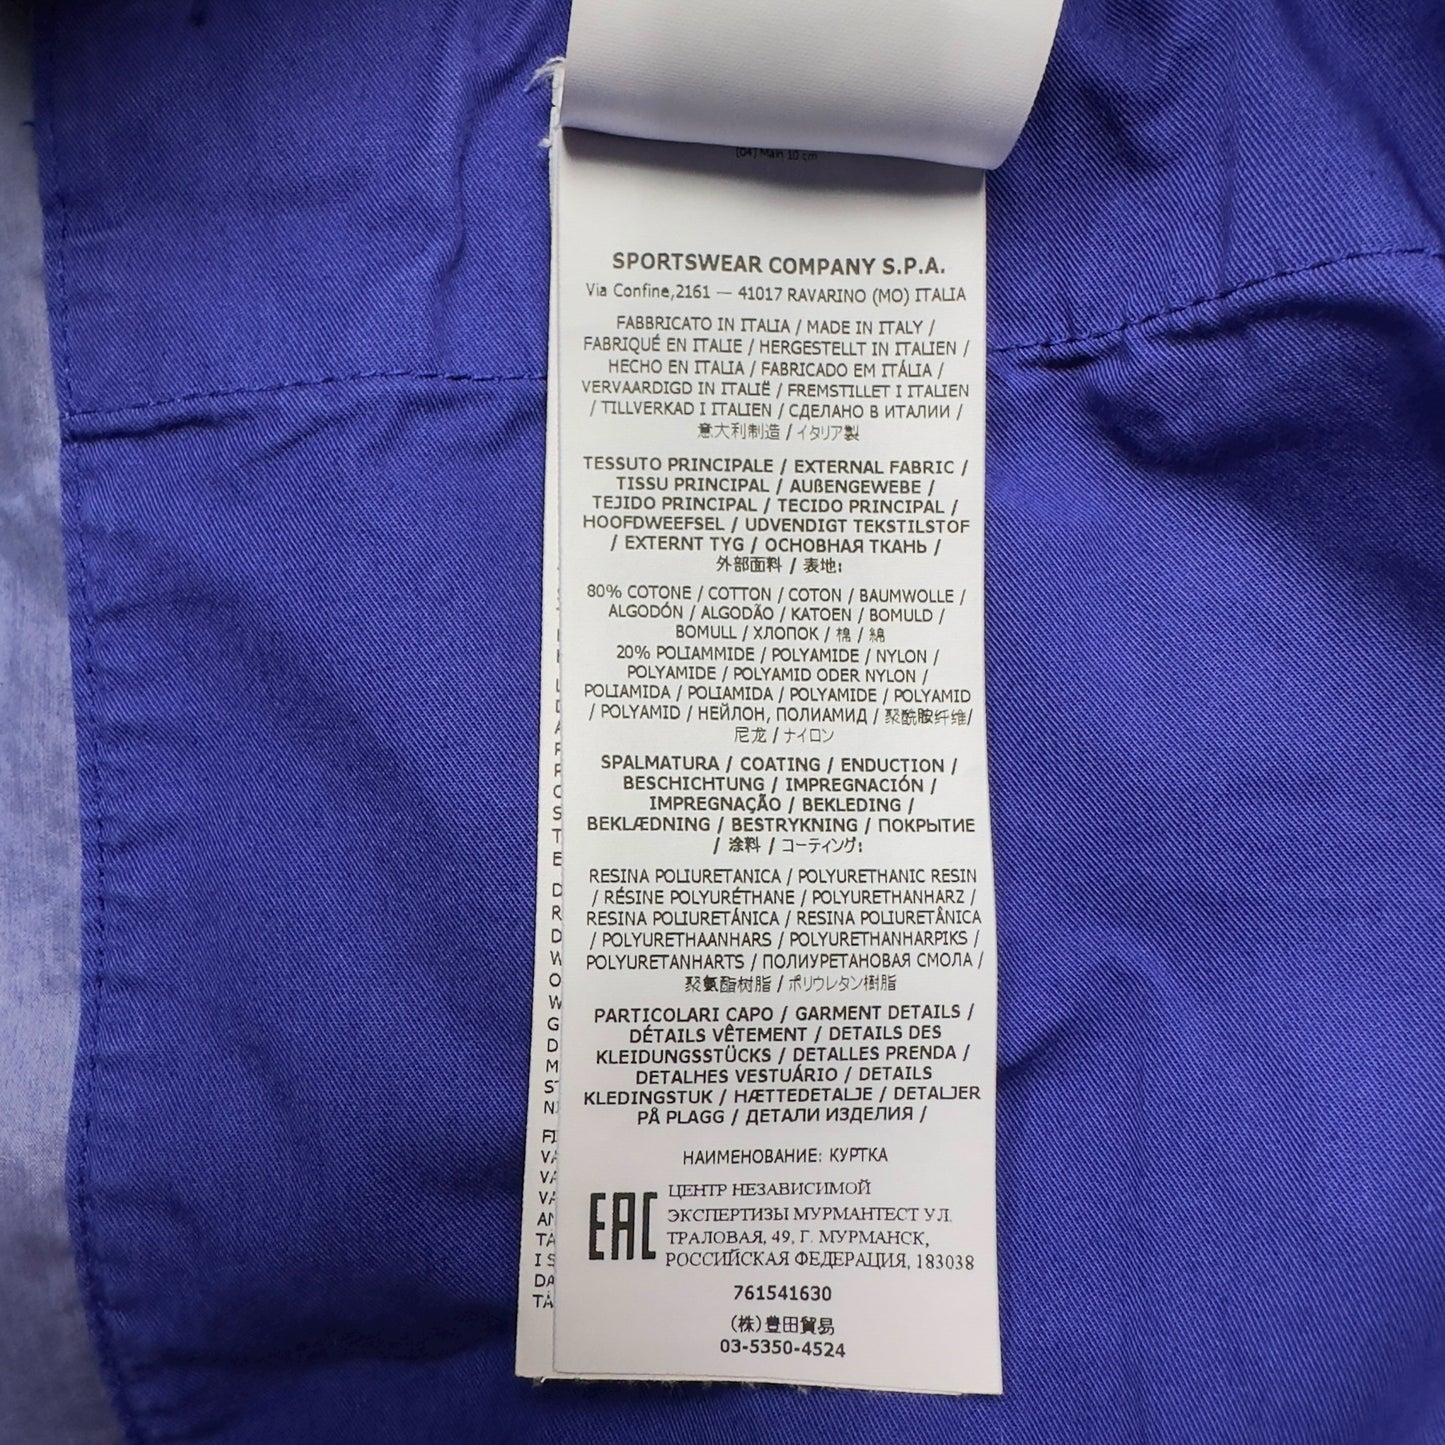 (04) Main 10 cm
SPORTSWEAR COMPANY S.P.A.
Via Confine,2161 — 41017 RAVARINO (MO) ITALIA
FABBRICATO IN ITALIA / MADE IN ITALY /
FABRIQUÉ EN ITALIE / HERGESTELLT IN ITALIEN /
HECHO EN ITALIA / FABRICADO EM ITÁLIA /
VERVAARDIGD IN ITALIË / FREMSTILLET I ITALIEN
/ TILLVERKAD I ITALIEN / СДЕЛАНО В ИТАЛИИ /
意大利制造 / イタリア製
TESSUTO PRINCIPALE / EXTERNAL FABRIC /
TISSU PRINCIPAL / AUßENGEWEBE /
TEJIDO PRINCIPAL / TECIDO PRINCIPAL /
HOOFDWEEFSEL / UDVENDIGT TEKSTILSTOF
/ EXTERNT TYG / ОСНОВНАЯ ТКАНЬ /
外部面料 / 表地:
80% COTONE / COTTON / COTON / BAUMWOLLE /
ALGODÓN / ALGODÃO / KATOEN / BOMULD /
BOMULL / ХЛОПОК / 棉 / 綿
20% POLIAMMIDE / POLYAMIDE / NYLON /
POLYAMIDE / POLYAMID ODER NYLON /
POLIAMIDA / POLIAMIDA / POLYAMIDE / POLYAMID
/ POLYAMID / НЕЙЛОН, ПОЛИАМИД / 聚酰胺纤维/
尼龙 / ナイロン
SPALMATURA / COATING / ENDUCTION /
BESCHICHTUNG / IMPREGNACIÓN /
IMPREGNAÇÃO / BEKLEDING /
BEKLÆDNING / BESTRYKNING / ПОКРЫТИЕ
/ 涂料 / コーティング:
RESINA POLIURETANICA / POLYURETHANIC RESIN
/ RÉSINE POLYURÉTHANE / POLYURETHANHARZ /
RESINA POLIURETÁNICA / RESINA POLIURETÂNICA
/ POLYURETHAANHARS / POLYURETHANHARPIKS /
POLYURETANHARTS / ПОЛИУРЕТАНОВАЯ СМОЛА /
聚氨酯树脂 / ポリウレタン樹脂
PARTICOLARI CAPO / GARMENT DETAILS /
DÉTAILS VÊTEMENT / DETAILS DES
KLEIDUNGSSTÜCKS / DETALLES PRENDA /
DETALHES VESTUÁRIO / DETAILS
KLEDINGSTUK / HÆTTEDETALJE / DETALJER
PÅ PLAGG / ДЕТАЛИ ИЗДЕЛИЯ /
НАИМЕНОВАНИЕ: КУРТКА
EAC
ЦЕНТР НЕЗАВИСИМОЙ
ЭКСПЕРТИЗЫ МУРМАНТЕСТ УЛ.
ТРАЛОВАЯ, 49, Г. МУРМАНСК,
РОССИЙСКАЯ ФЕДЕРАЦИЯ, 183038
761541630
(株)豊田貿易
03-5350-4524